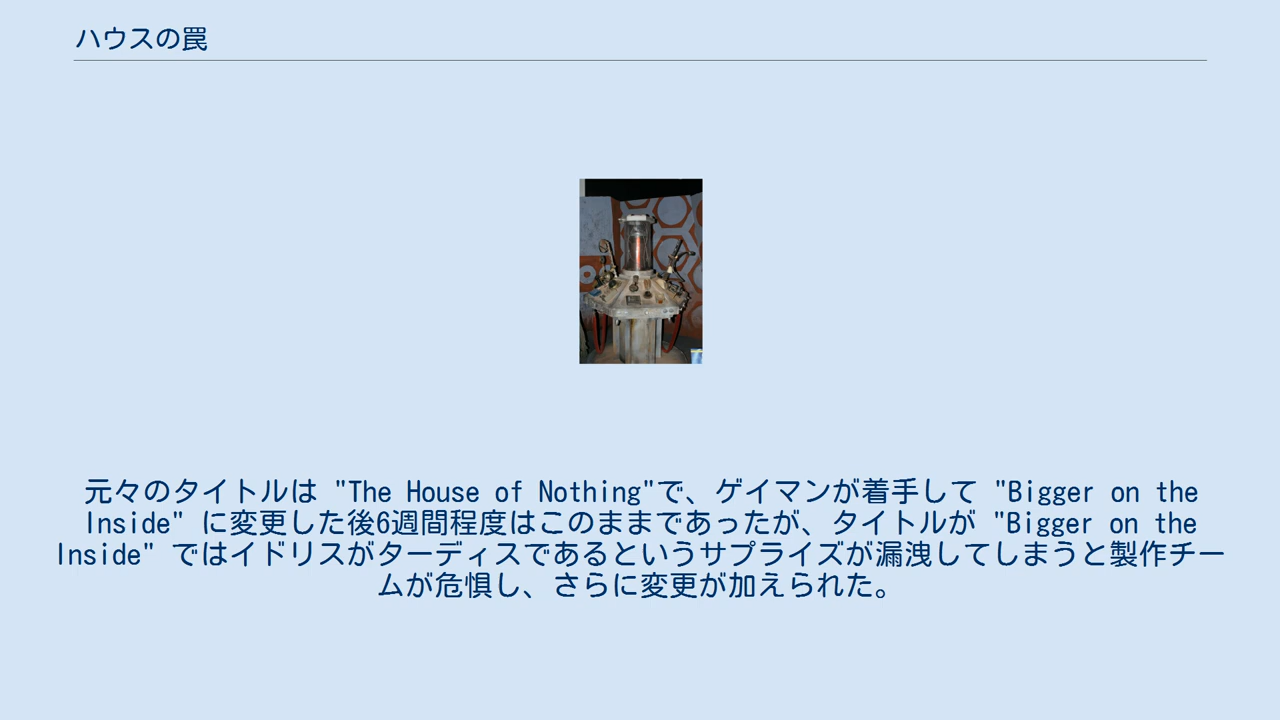 ハウスの罠
元々のタイトルは "The House of Nothing"で、ゲイマンが着手して "Bigger on the
Inside" に変更した後6週間程度はこのままであったが、タイトルが "Bigger on the
Inside" ではイドリスがターディスであるというサプライズが漏洩してしまうと製作チー
ムが危惧し、さらに変更が加えられた。